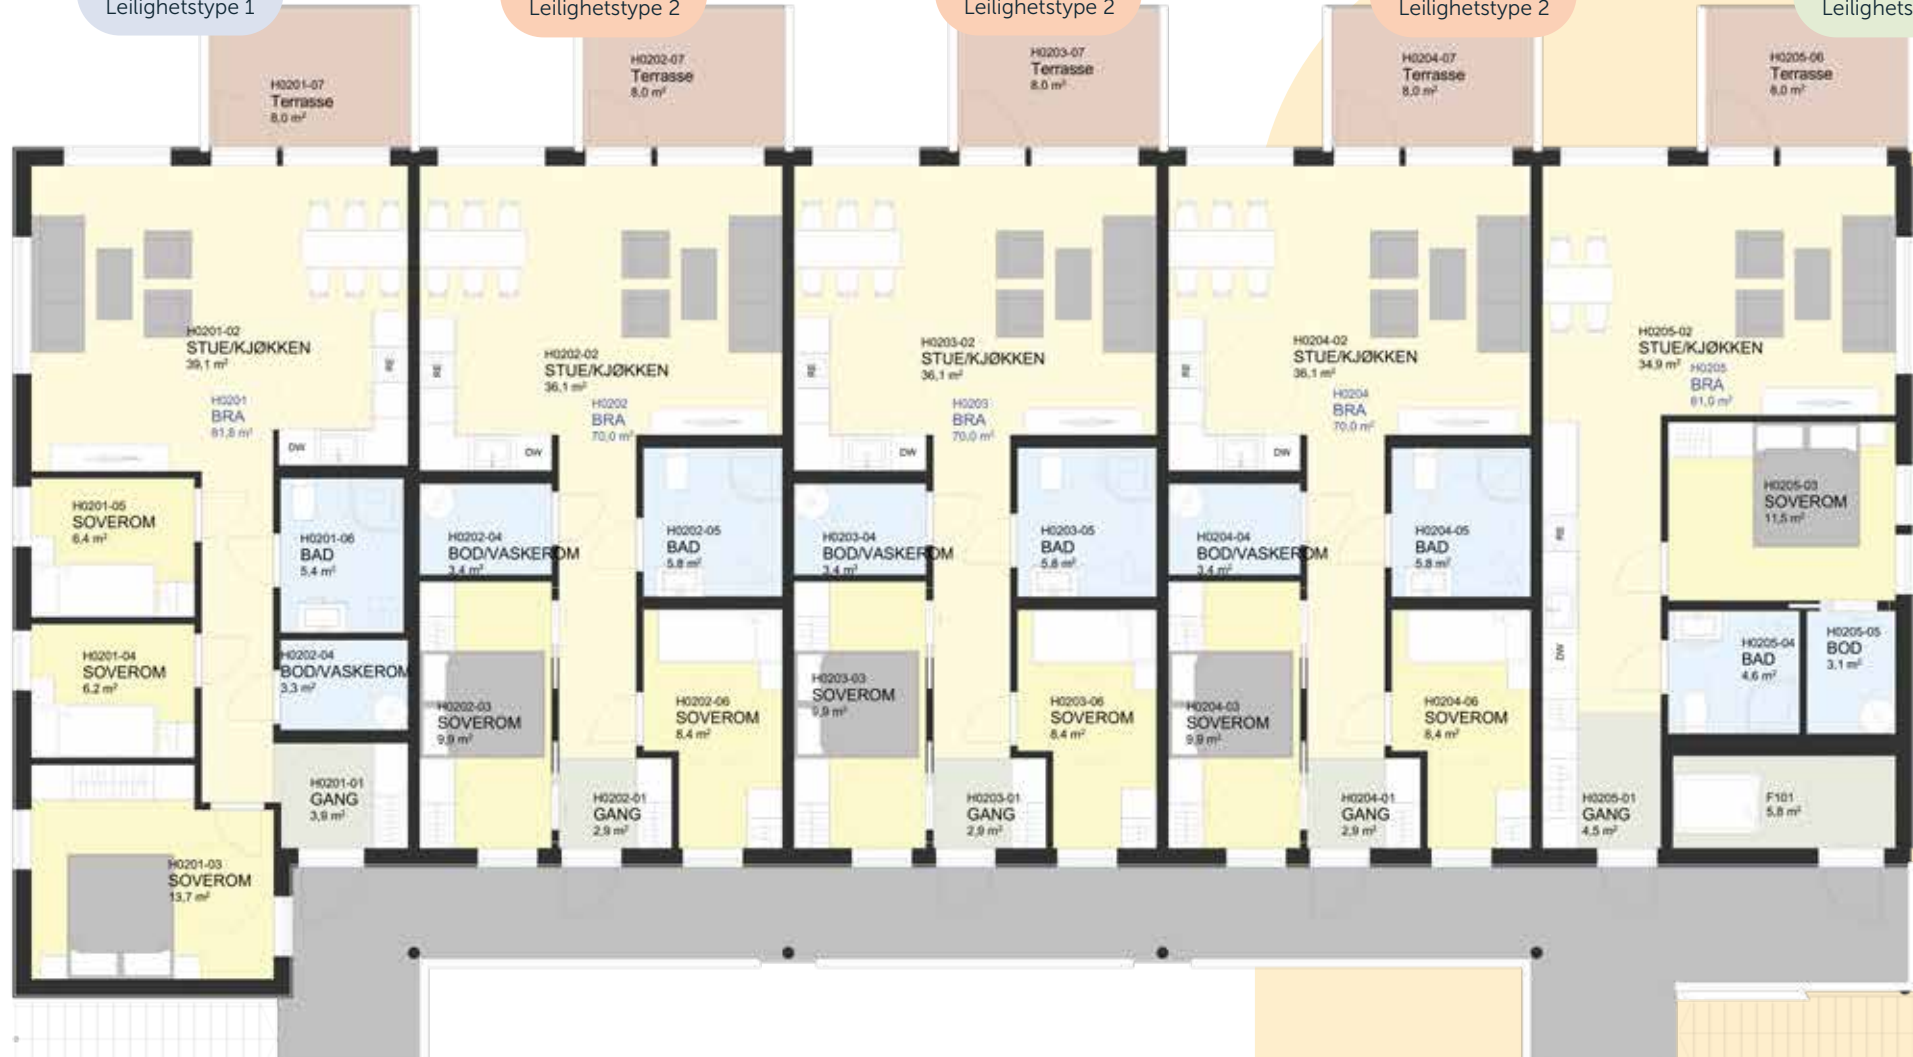 Leilighetstype 1
Leilighetstype 2
Leilighetstype 2
Leilighetstype 2
Leilighets
H0201-07
Terrasse
8,0 m²
H0202-07
Terrasse
8,0 m²
H0203-07
Terrasse
8,0 m²
H0204-07
Terrasse
8,0 m²
H0205-06
Terrasse
8,0 m²
H0201-02
STUE/KJØKKEN
39,1 m²
H0201
BRA
81,8 m²
RE
DW
H0201-05
SOVEROM
6,4 m²
H0201-06
BAD
5,4 m²
H0201-04
SOVEROM
6,2 m²
H0202-04
BOD/VASKEROM
3,3 m²
H0201-01
GANG
3,9 m²
H0201-03
SOVEROM
13,7 m²
H0202-02
STUE/KJØKKEN
36,1 m²
H0202
BRA
70,0 m²
RE
DW
H0202-04
BOD/VASKEROM
3,4 m²
H0202-05
BAD
5,8 m²
H0202-03
SOVEROM
9,9 m²
H0202-06
SOVEROM
8,4 m²
H0202-01
GANG
2,9 m²
H0203-02
STUE/KJØKKEN
36,1 m²
H0203
BRA
70,0 m²
RE
DW
H0203-04
BOD/VASKEROM
3,4 m²
H0203-05
BAD
5,8 m²
H0203-03
SOVEROM
9,9 m²
H0203-06
SOVEROM
8,4 m²
H0203-01
GANG
2,9 m²
H0204-02
STUE/KJØKKEN
36,1 m²
H0204
BRA
70,0 m²
RE
DW
H0204-04
BOD/VASKEROM
3,4 m²
H0204-05
BAD
5,8 m²
H0204-03
SOVEROM
9,9 m²
H0204-06
SOVEROM
8,4 m²
H0204-01
GANG
2,9 m²
H0205-02
STUE/KJØKKEN
34,9 m²
H0205
BRA
61,0 m²
H0205-03
SOVEROM
11,5 m²
RE
DW
H0205-04
BAD
4,6 m²
H0205-05
BOD
3,1 m²
H0205-01
GANG
4,5 m²
F101
5,8 m²